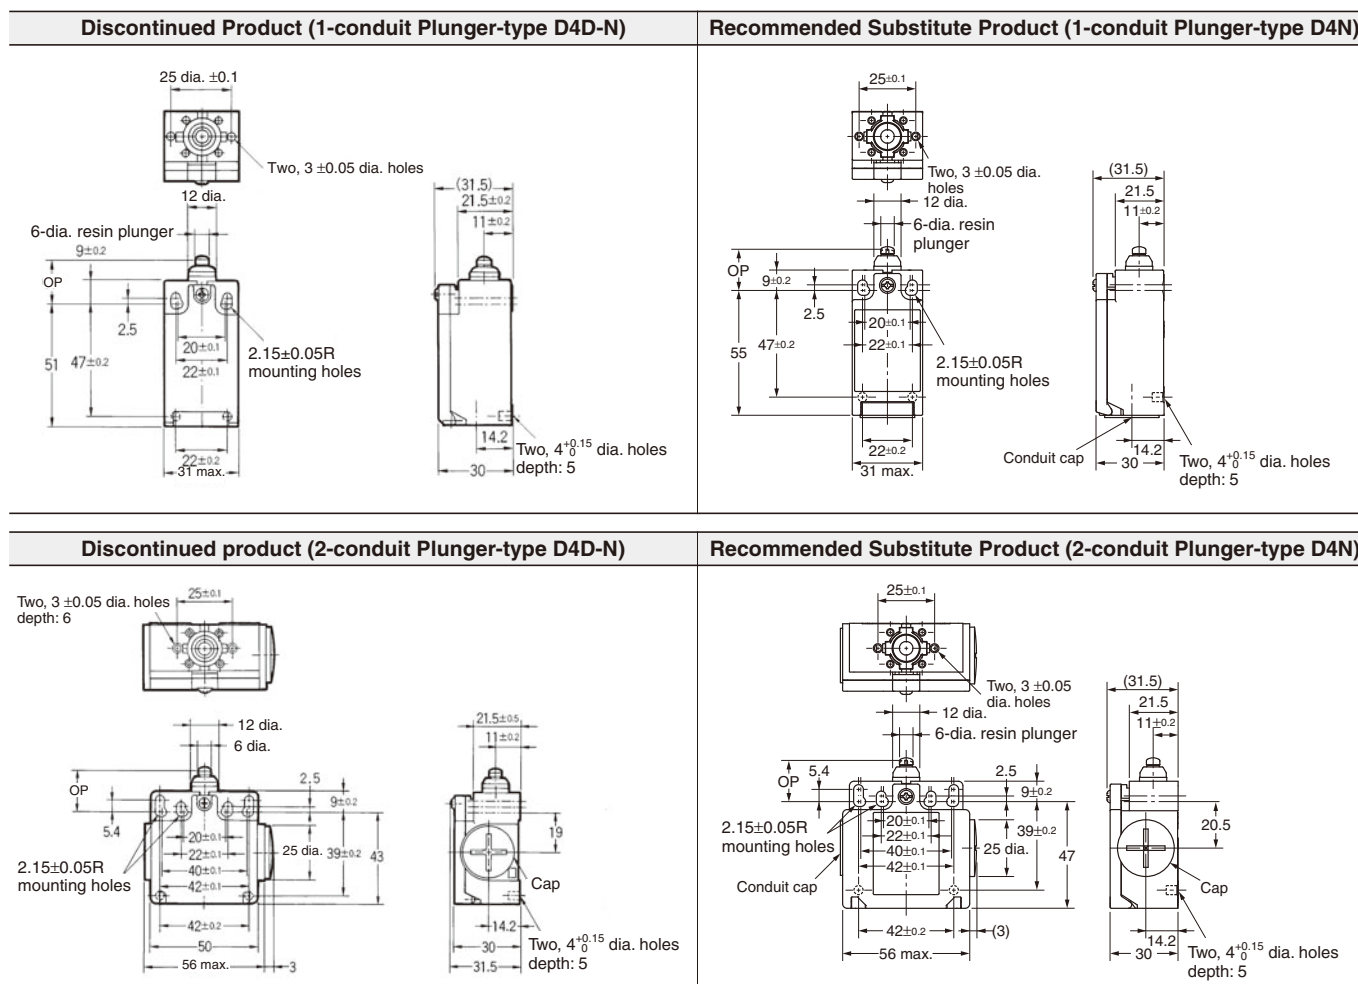 Discontinued Product (1-conduit Plunger-type D4D-N)
25 dia. ±0.1
Two, 3 ±0.05 dia. holes
12 dia.
6-dia. resin plunger
9±0.2
OP
2.5
20±0.1
22±0.1
51
47±0.2
2.15±0.05R
mounting holes
22±0.2
31 max.
(31.5)
21.5±0.2
11±0.2
14.2
30
Two, 4+0.15 0 dia. holes
depth: 5
Recommended Substitute Product (1-conduit Plunger-type D4N)
25±0.1
Two, 3 ±0.05 dia.
holes
12 dia.
6-dia. resin
plunger
OP
9±0.2
2.5
20±0.1
22±0.1
55
47±0.2
2.15±0.05R
mounting holes
22±0.2
31 max.
(31.5)
21.5
11±0.2
Conduit cap
14.2
30
Two, 4+0.15 0 dia. holes
depth: 5
Discontinued product (2-conduit Plunger-type D4D-N)
25±0.1
Two, 3 ±0.05 dia. holes
depth: 6
12 dia.
6 dia.
OP
2.5
9±0.2
5.4
20±0.1
22±0.1
40±0.1
42±0.1
25 dia.
39±0.2
43
2.15±0.05R
mounting holes
42±0.2
50
56 max.
3
21.5±0.5
11±0.2
19
Cap
14.2
30
31.5
Two, 4+0.15 0 dia. holes
depth: 5
Recommended Substitute Product (2-conduit Plunger-type D4N)
25±0.1
Two, 3 ±0.05
dia. holes
12 dia.
6-dia. resin plunger
OP
5.4
2.5
9±0.2
20±0.1
22±0.1
40±0.1
42±0.1
25 dia.
39±0.2
47
2.15±0.05R
mounting holes
Conduit cap
42±0.2
(3)
56 max.
(31.5)
21.5
11±0.2
20.5
Cap
14.2
30
Two, 4+0.15 0 dia. holes
depth: 5